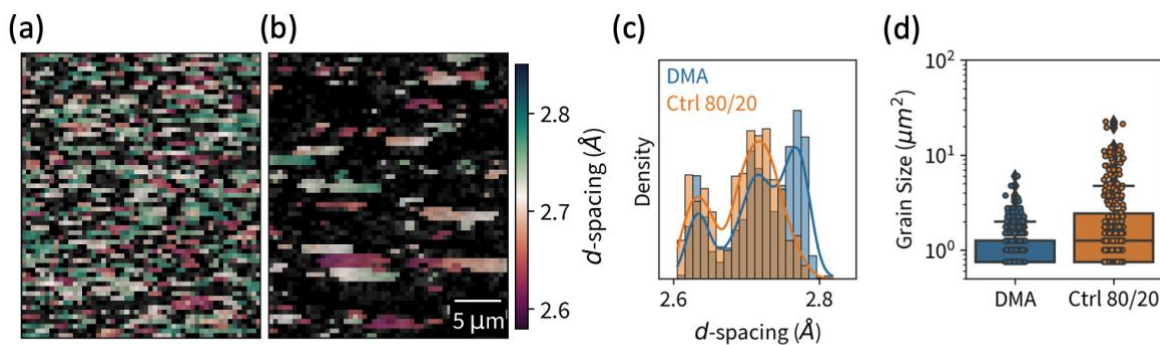 (a)
(b)
(c)
(d)
5 μm
2.8
2.7
2.6
d-spacing (Å)
DMA
Ctrl 80/20
Density
2.6
2.8
d-spacing (Å)
Grain Size (μm²)
10²
10¹
10⁰
DMA
Ctrl 80/20